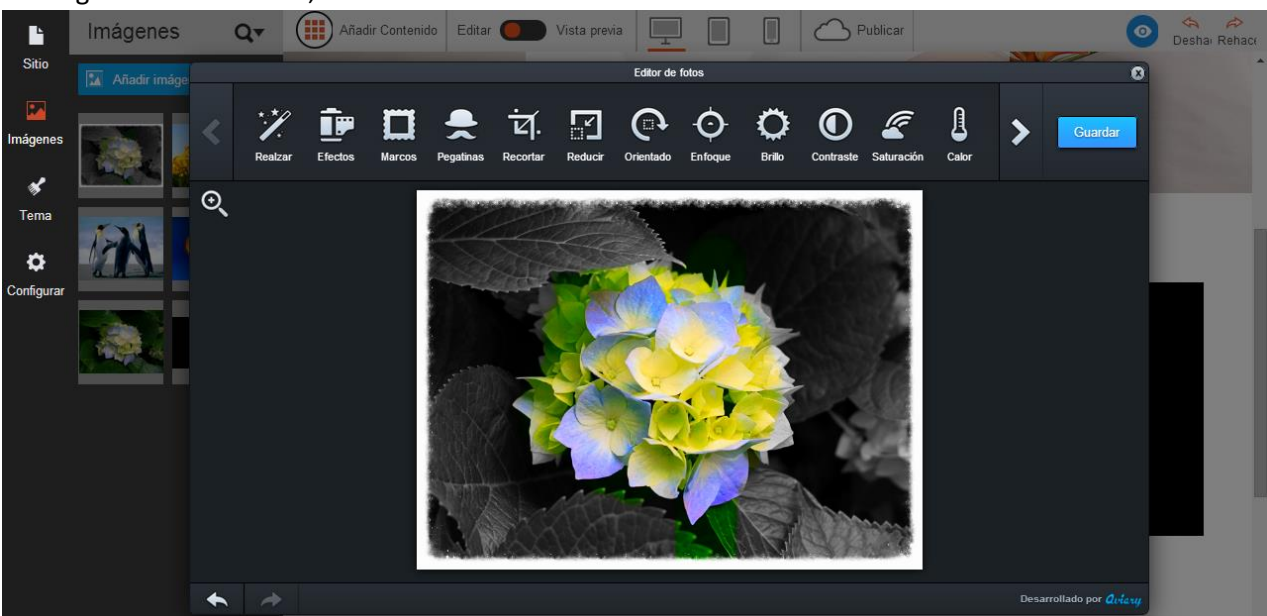 Sitio
Imágenes
Añadir Contenido
Editar
Vista previa
Publicar
Rehace
Imágenes
Tema
Configurar
Editor de fotos
Realzar
Efectos
Marcos
Pegatinas
Recortar
Reducir
Orientado
Enfoque
Brillo
Contraste
Saturación
Calor
Guardar
Añadir imáge
Desarrollado por Aviary